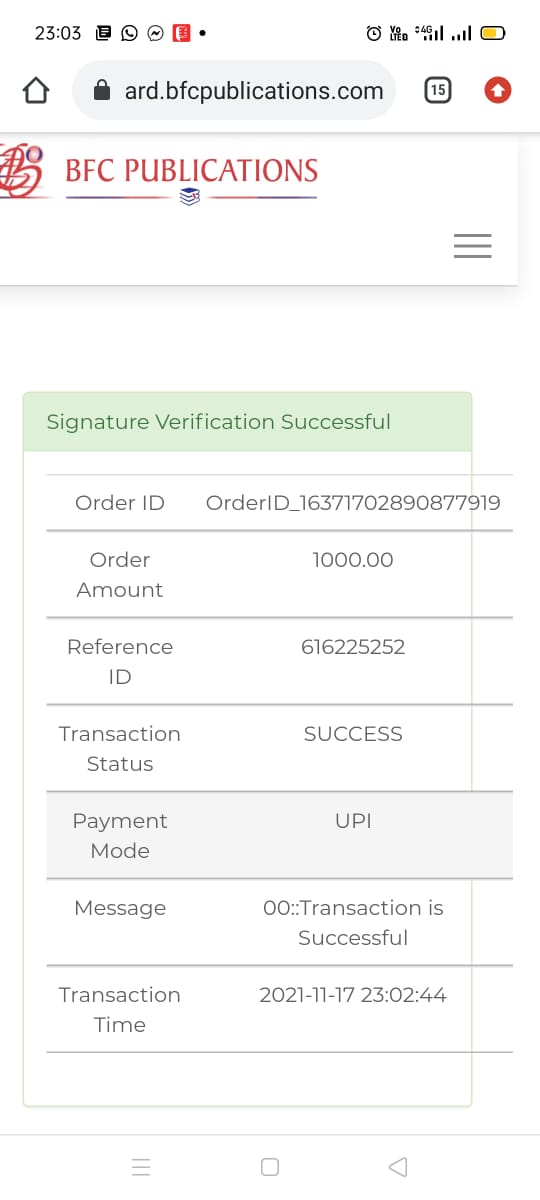 23:03
VO LTED 4G
ard.bfcpublications.com
15
BFC PUBLICATIONS
Signature Verification Successful
Order ID OrderID_16371702890877919
Order 1000.00
Amount
Reference 616225252
ID
Transaction SUCCESS
Status
Payment UPI
Mode
Message 00::Transaction is
Successful
Transaction 2021-11-17 23:02:44
Time